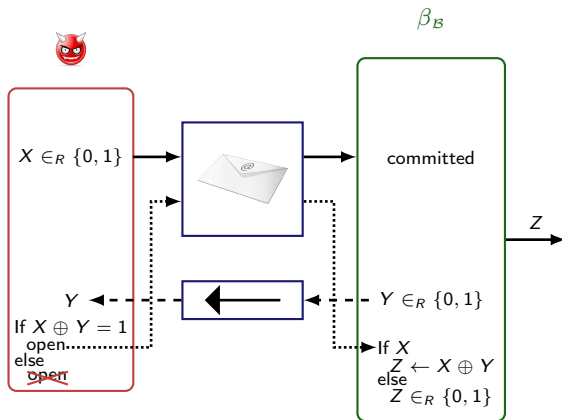 β_ℬ
X ∈_R {0, 1}
@
committed
Z
Y
Y ∈_R {0, 1}
If X ⊕ Y = 1
open
else
open
If X
Z ← X ⊕ Y
else
Z ∈_R {0, 1}